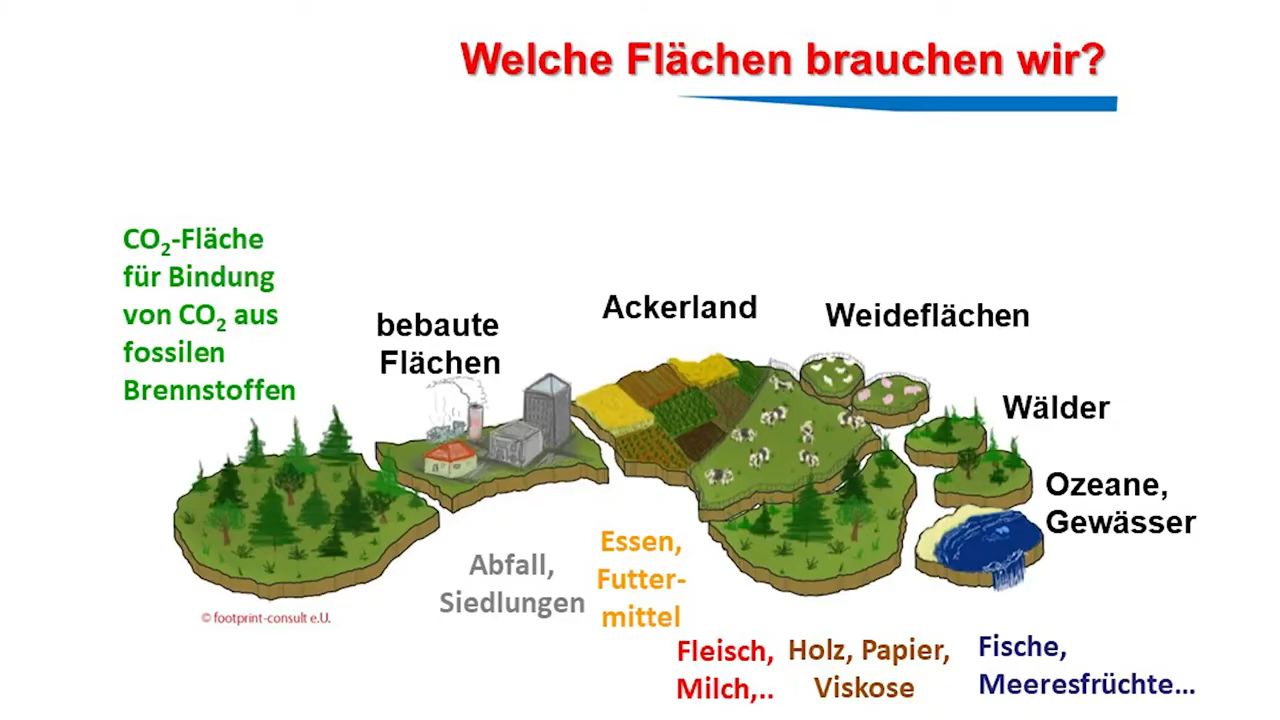 Welche Flächen brauchen wir?
CO₂-Fläche
für Bindung
von CO₂ aus
fossilen
Brennstoffen
bebaute
Flächen
Ackerland
Weideflächen
Wälder
Ozeane,
Gewässer
Abfall,
Siedlungen
Essen,
Futter-
mittel
Fleisch,
Milch,..
Holz, Papier,
Viskose
Fische,
Meeresfrüchte...
© footprint-consult e.U.